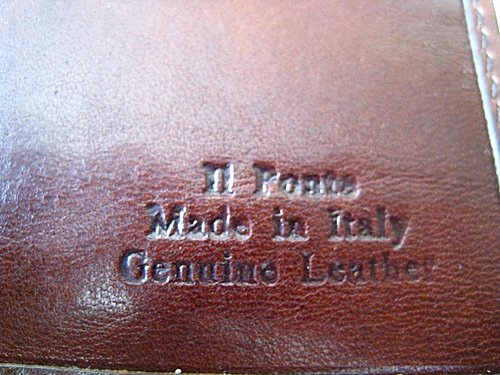 Il Ponte
Made in Italy
Genuine Leather